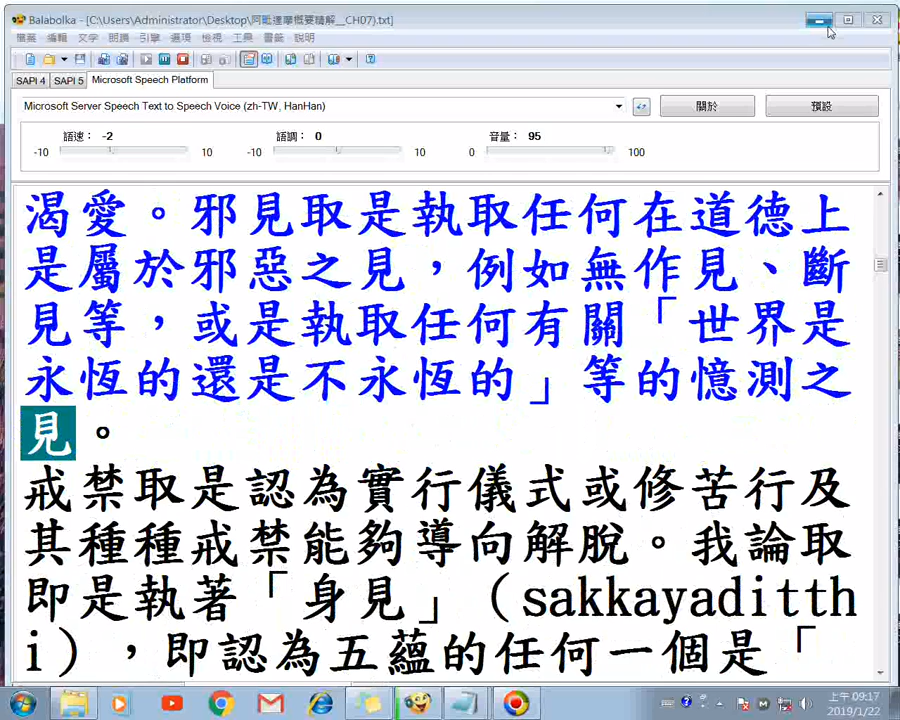 Balabolka - [C:\Users\Administrator\Desktop\阿毗達摩概要精解__CH07).txt]
檔案 編輯 文字 朗讀 引擎 選項 檢視 工具 書籤 說明
SAPI 4 SAPI 5 Microsoft Speech Platform
Microsoft Server Speech Text to Speech Voice (zh-TW, HanHan) 關於 預設
語速： -2 語調： 0 音量： 95
-10 10 -10 10 0 100
渴愛。邪見取是執取任何在道德上
是屬於邪惡之見，例如無作見、斷
見等，或是執取任何有關「世界是
永恆的還是不永恆的」等的憶測之
見。
戒禁取是認為實行儀式或修苦行及
其種種戒禁能夠導向解脫。我論取
即是執著「身見」（sakkayaditth
i），即認為五蘊的任何一個是「
上午 09:17
2019/1/22